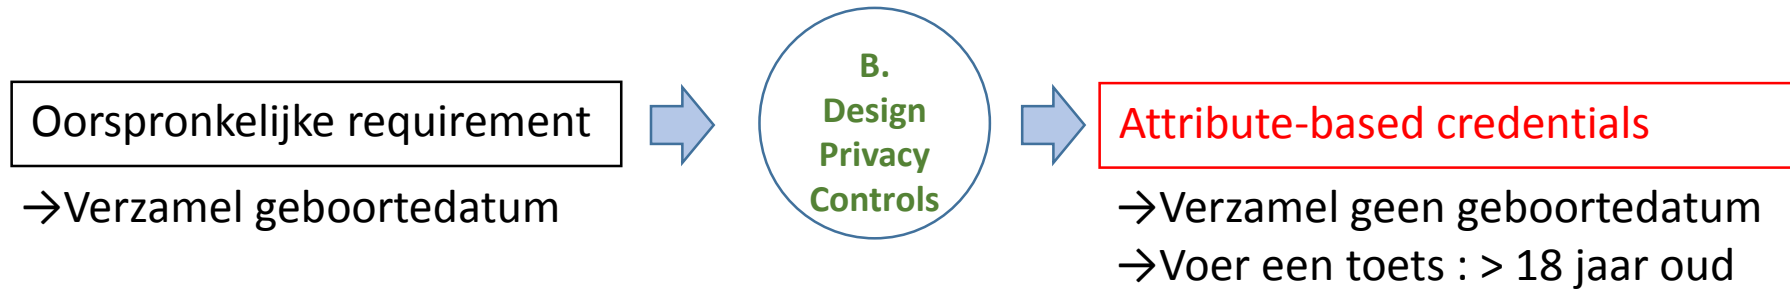 Oorspronkelijke requirement
→Verzamel geboortedatum
B.
Design
Privacy
Controls
Attribute-based credentials
→Verzamel geen geboortedatum
→Voer een toets : > 18 jaar oud